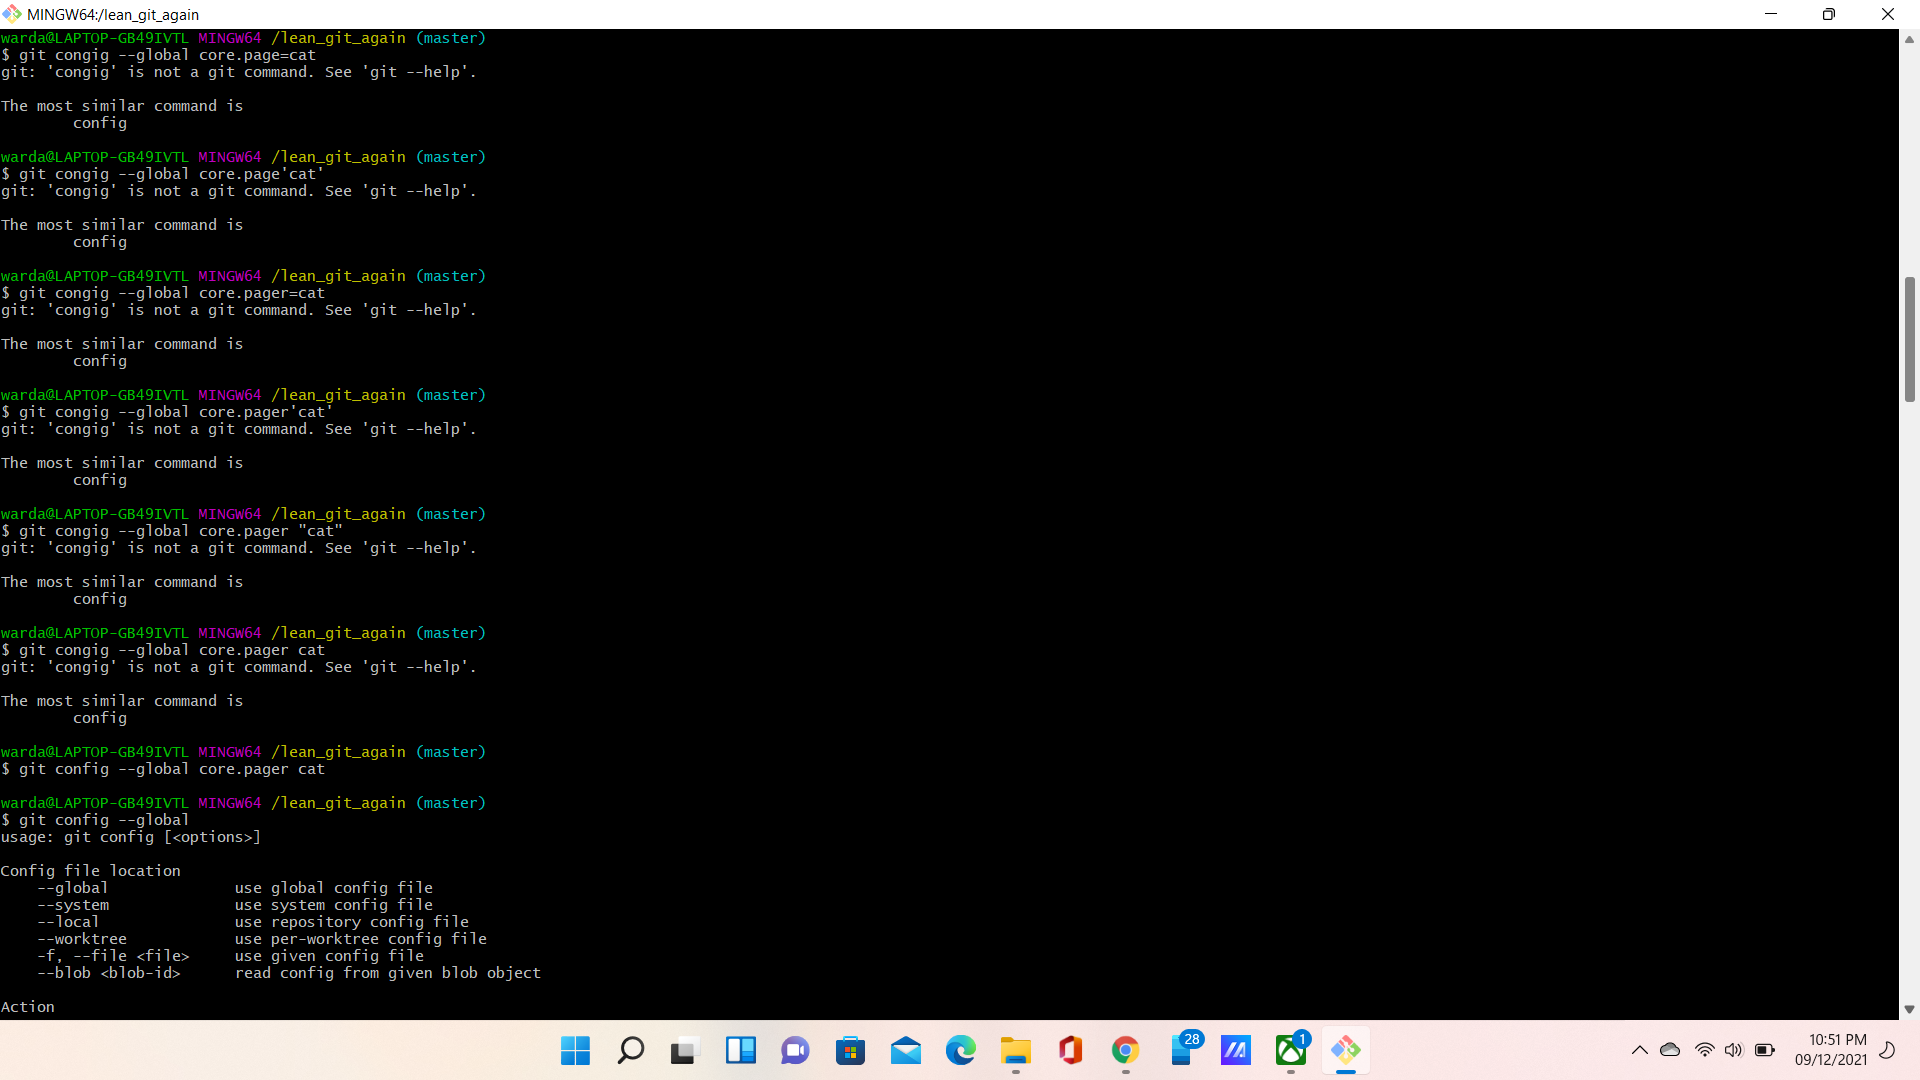 MINGW64:/lean_git_again
warda@LAPTOP-GB49IVTL MINGW64 /lean_git_again (master)
$ git congig --global core.page=cat
git: 'congig' is not a git command. See 'git --help'.
The most similar command is
config
warda@LAPTOP-GB49IVTL MINGW64 /lean_git_again (master)
$ git congig --global core.page'cat'
git: 'congig' is not a git command. See 'git --help'.
The most similar command is
config
warda@LAPTOP-GB49IVTL MINGW64 /lean_git_again (master)
$ git congig --global core.pager=cat
git: 'congig' is not a git command. See 'git --help'.
The most similar command is
config
warda@LAPTOP-GB49IVTL MINGW64 /lean_git_again (master)
$ git congig --global core.pager'cat'
git: 'congig' is not a git command. See 'git --help'.
The most similar command is
config
warda@LAPTOP-GB49IVTL MINGW64 /lean_git_again (master)
$ git congig --global core.pager "cat"
git: 'congig' is not a git command. See 'git --help'.
The most similar command is
config
warda@LAPTOP-GB49IVTL MINGW64 /lean_git_again (master)
$ git congig --global core.pager cat
git: 'congig' is not a git command. See 'git --help'.
The most similar command is
config
warda@LAPTOP-GB49IVTL MINGW64 /lean_git_again (master)
$ git config --global core.pager cat
warda@LAPTOP-GB49IVTL MINGW64 /lean_git_again (master)
$ git config --global
usage: git config [<options>]
Config file location
--global use global config file
--system use system config file
--local use repository config file
--worktree use per-worktree config file
-f, --file <file> use given config file
--blob <blob-id> read config from given blob object
Action
28
1
10:51 PM
09/12/2021